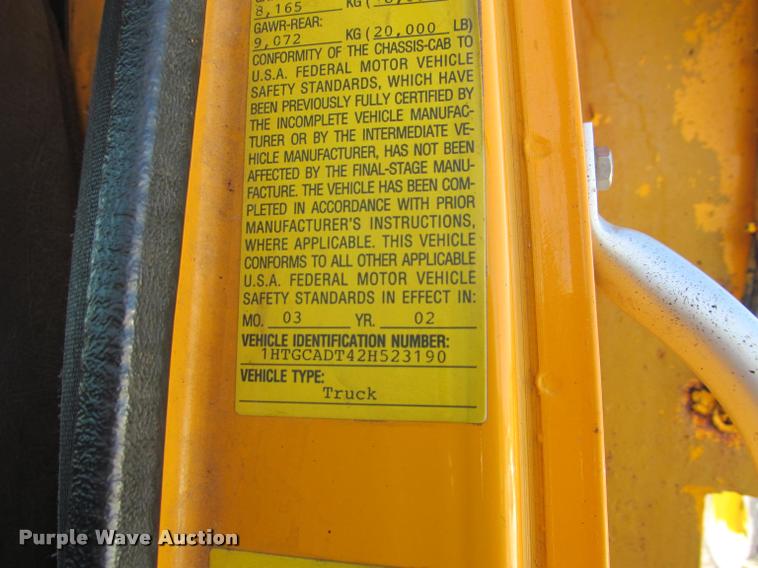 8,165 KG
GAWR-REAR:
9,072 KG (20,000 LB)
CONFORMITY OF THE CHASSIS-CAB TO
U.S.A. FEDERAL MOTOR VEHICLE
SAFETY STANDARDS, WHICH HAVE
BEEN PREVIOUSLY FULLY CERTIFIED BY
THE INCOMPLETE VEHICLE MANUFAC-
TURER OR BY THE INTERMEDIATE VE-
HICLE MANUFACTURER, HAS NOT BEEN
AFFECTED BY THE FINAL-STAGE MANU-
FACTURE. THE VEHICLE HAS BEEN COM-
PLETED IN ACCORDANCE WITH PRIOR
MANUFACTURER'S INSTRUCTIONS,
WHERE APPLICABLE. THIS VEHICLE
CONFORMS TO ALL OTHER APPLICABLE
U.S.A. FEDERAL MOTOR VEHICLE
SAFETY STANDARDS IN EFFECT IN:
MO. 03 YR. 02
VEHICLE IDENTIFICATION NUMBER:
1HTGCADT42H523190
VEHICLE TYPE:
Truck
Purple Wave Auction